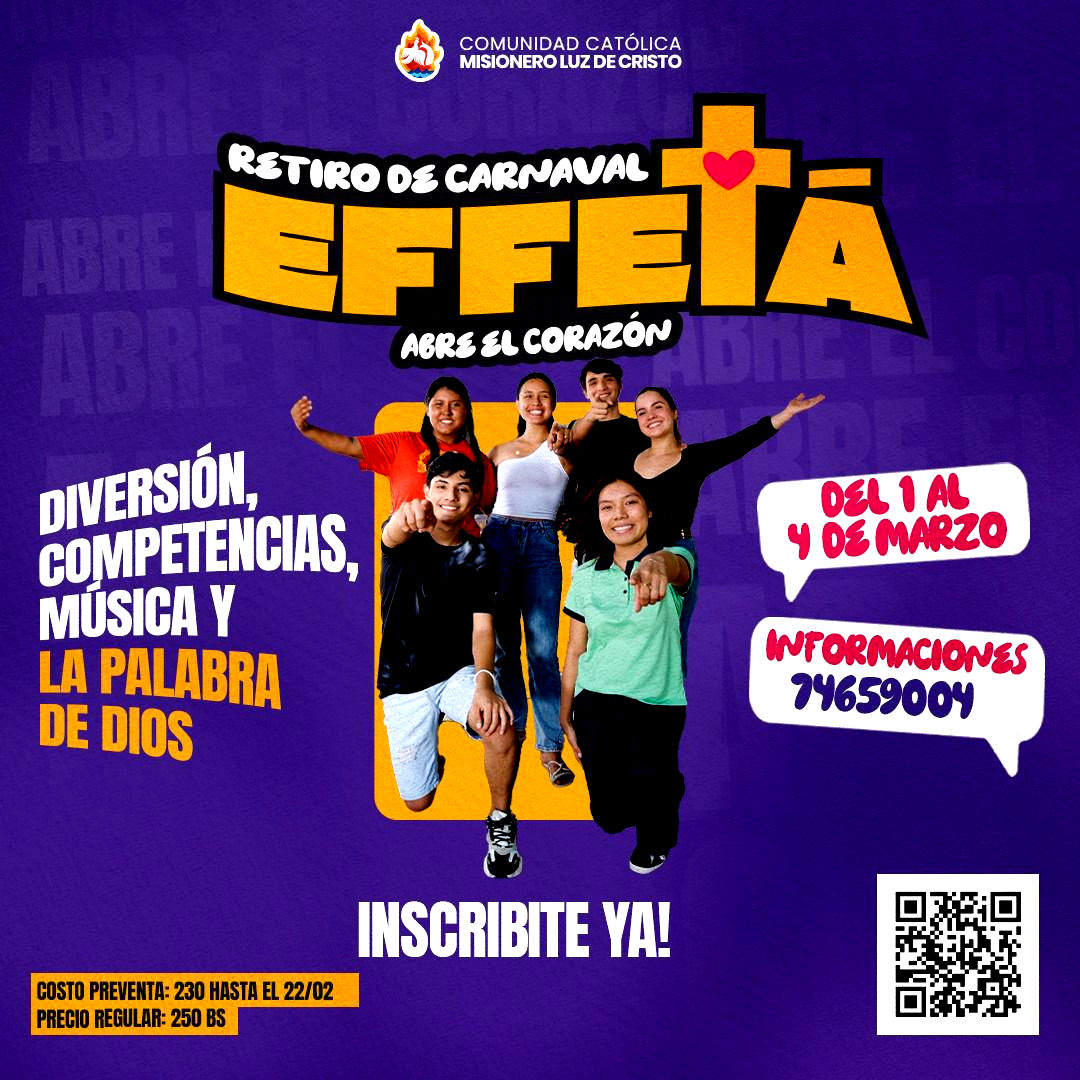 COMUNIDAD CATÓLICA
MISIONERO LUZ DE CRISTO
RETIRO DE CARNAVAL
EFFETÁ
ABRE EL CORAZÓN
DIVERSIÓN,
COMPETENCIAS,
MÚSICA Y
LA PALABRA
DE DIOS
DEL 1 AL
4 DE MARZO
INFORMACIONES
74659004
INSCRIBITE YA!
COSTO PREVENTA: 230 HASTA EL 22/02
PRECIO REGULAR: 250 BS